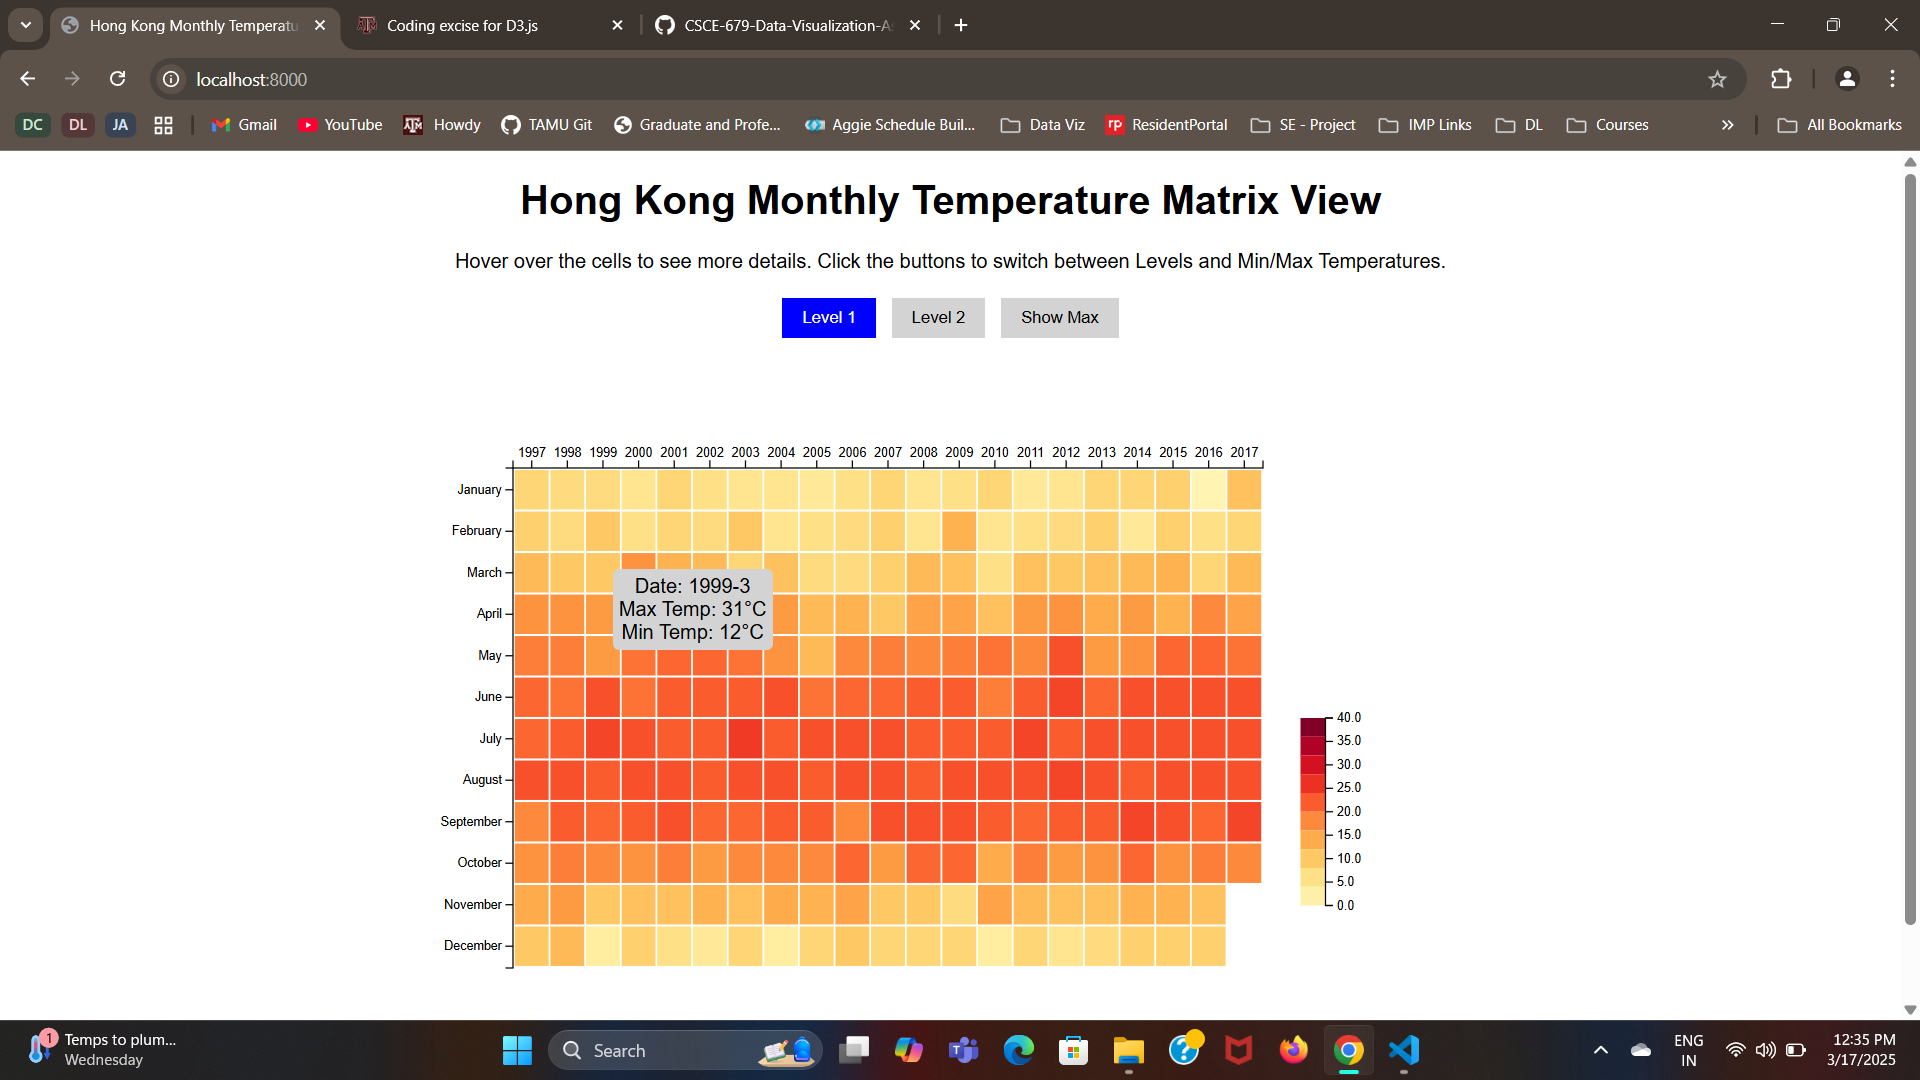 Hong Kong Monthly Temperatu
Coding excise for D3.js
CSCE-679-Data-Visualization-A
localhost:8000
DC
DL
JA
Gmail
YouTube
Howdy
TAMU Git
Graduate and Profe...
Aggie Schedule Buil...
Data Viz
ResidentPortal
SE - Project
IMP Links
DL
Courses
All Bookmarks
Hong Kong Monthly Temperature Matrix View
Hover over the cells to see more details. Click the buttons to switch between Levels and Min/Max Temperatures.
Level 1 Level 2 Show Max
1997 1998 1999 2000 2001 2002 2003 2004 2005 2006 2007 2008 2009 2010 2011 2012 2013 2014 2015 2016 2017
January
February
March
April
May
June
July
August
September
October
November
December
Date: 1999-3
Max Temp: 31°C
Min Temp: 12°C
40.0
35.0
30.0
25.0
20.0
15.0
10.0
5.0
0.0
1
Temps to plum...
Wednesday
Search
ENG
IN
12:35 PM
3/17/2025